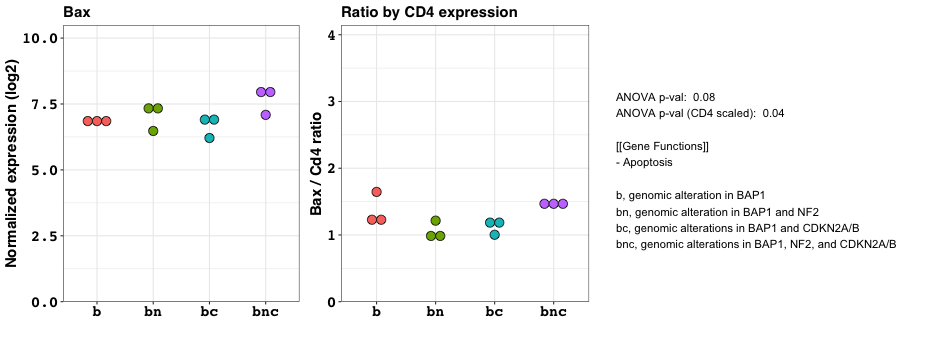 Bax
Normalized expression (log2)
10.0
7.5
5.0
2.5
0.0
b
bn
bc
bnc
Ratio by CD4 expression
Bax / Cd4 ratio
4
3
2
1
0
b
bn
bc
bnc
ANOVA p-val:  0.08
ANOVA p-val (CD4 scaled):  0.04
[[Gene Functions]]
- Apoptosis
b, genomic alteration in BAP1
bn, genomic alteration in BAP1 and NF2
bc, genomic alterations in BAP1 and CDKN2A/B
bnc, genomic alterations in BAP1, NF2, and CDKN2A/B